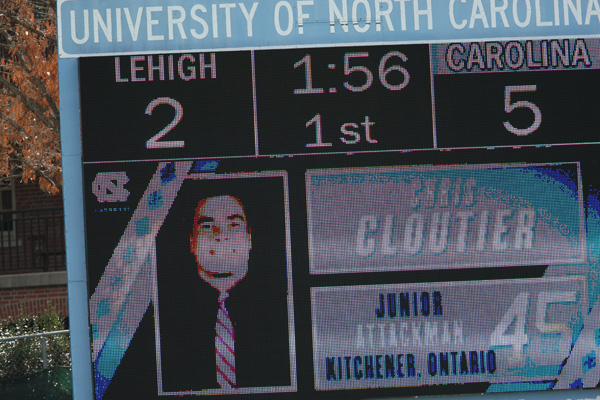 UNIVERSITY OF NORTH CAROLINA
LEHIGH 1:56 CAROLINA
2 1st 5
CHRIS
CLOUTIER
JUNIOR
ATTACKMAN 45
KITCHENER, ONTARIO